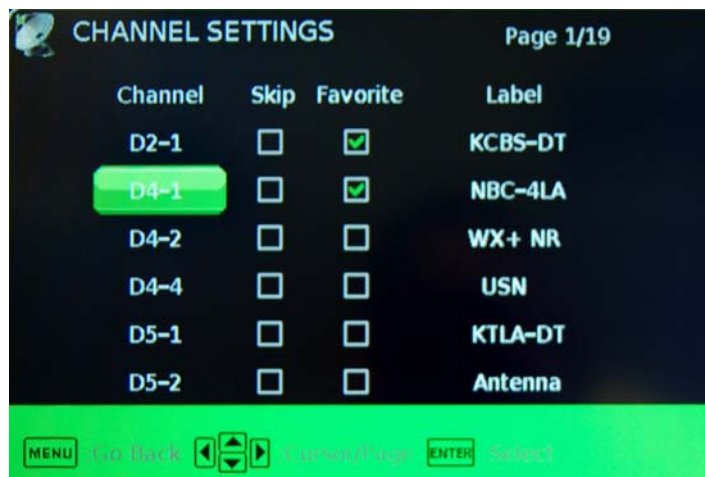 CHANNEL SETTINGS Page 1/19
Channel Skip Favorite Label
D2-1 KCBS-DT
D4-1 NBC-4LA
D4-2 WX+ NR
D4-4 USN
D5-1 KTLA-DT
D5-2 Antenna
MENU Go Back Cursor/Page ENTER Select